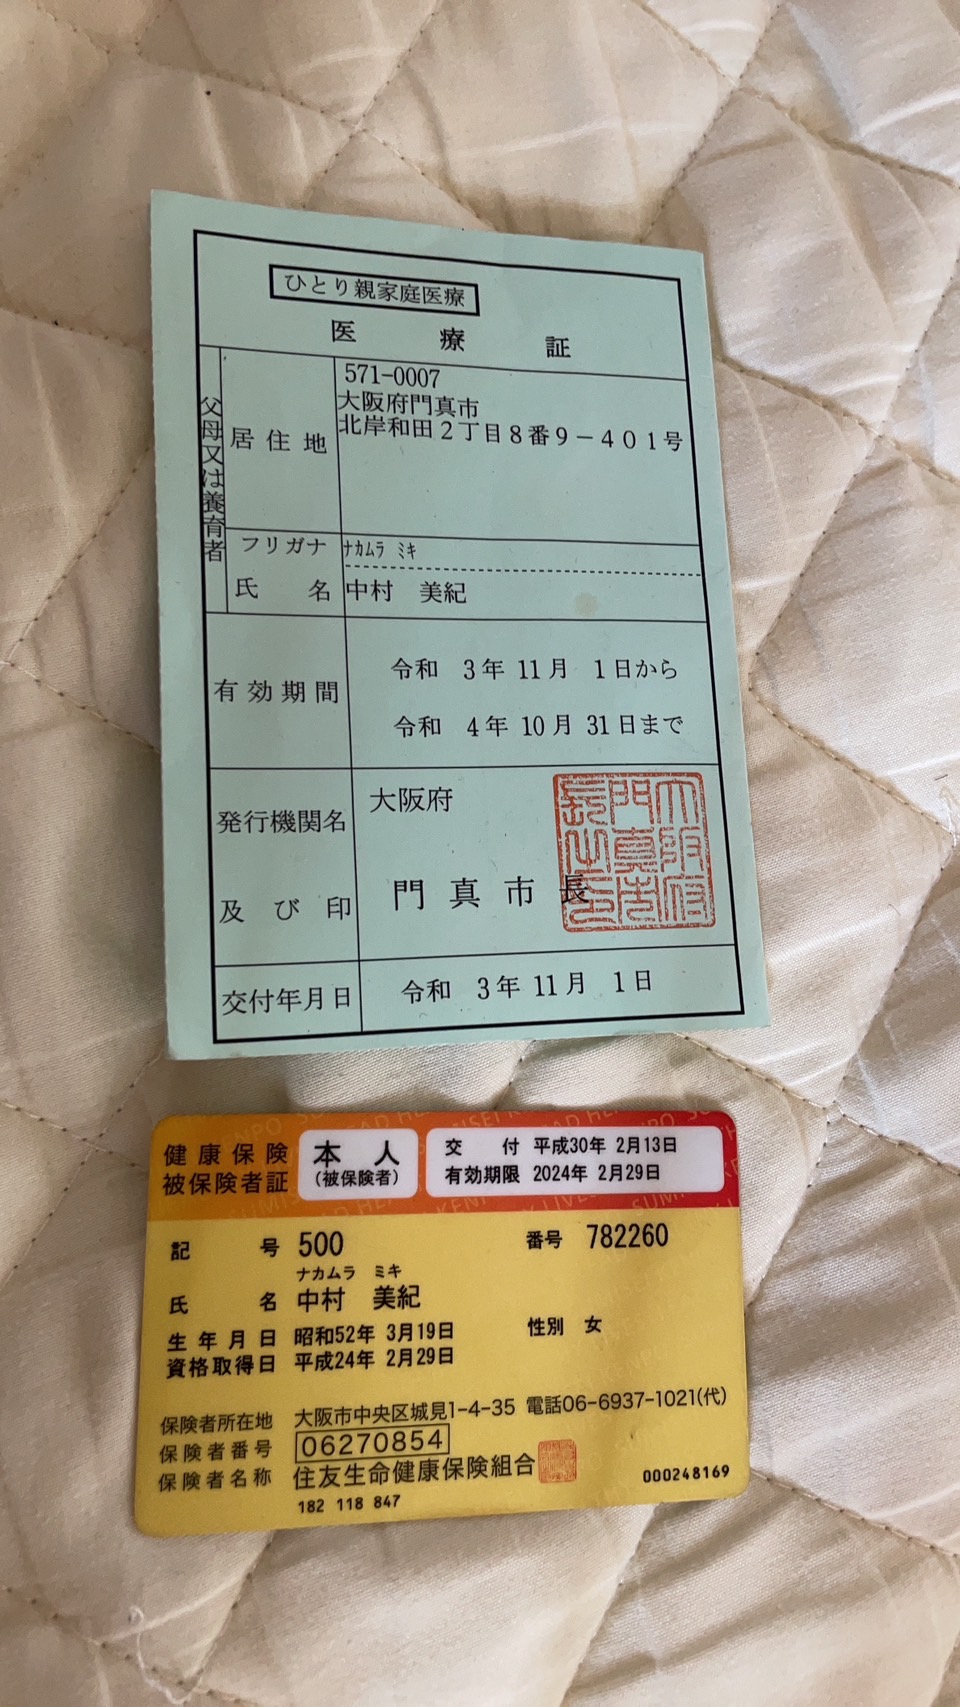 ひとり親家庭医療
医療証
父母又は養育者
居住地
571-0007
大阪府門真市
北岸和田2丁目8番9-401号
フリガナ ナカムラ ミキ
氏名 中村 美紀
有効期間
令和 3年 11月 1日から
令和 4年 10月 31日まで
発行機関名
及び印
大阪府
門真市長
大阪府門真市長之印
交付年月日 令和 3年 11月 1日
健康保険
被保険者証
本人
(被保険者)
交付 平成30年 2月13日
有効期限 2024年 2月29日
記号 500 番号 782260
ナカムラ ミキ
氏名 中村 美紀
生年月日 昭和52年 3月19日 性別 女
資格取得日 平成24年 2月29日
保険者所在地 大阪市中央区城見1-4-35 電話06-6937-1021(代)
保険者番号 06270854
保険者名称 住友生命健康保険組合
000248169
182 118 847